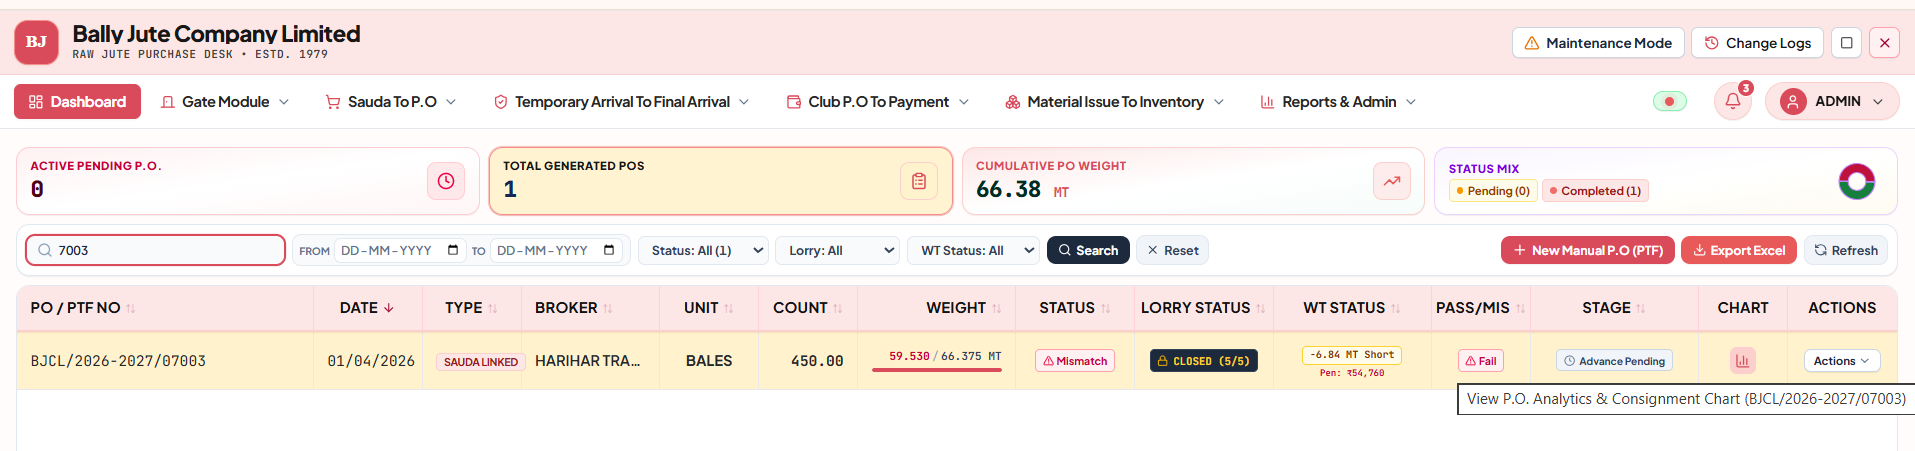 BJ
Bally Jute Company Limited
RAW JUTE PURCHASE DESK • ESTD. 1979
Maintenance Mode
Change Logs
Dashboard
Gate Module
Sauda To P.O
Temporary Arrival To Final Arrival
Club P.O To Payment
Material Issue To Inventory
Reports & Admin
3
ADMIN
ACTIVE PENDING P.O.
0
TOTAL GENERATED POS
1
CUMULATIVE PO WEIGHT
66.38 MT
STATUS MIX
Pending (0)
Completed (1)
7003
FROM DD-MM-YYYY TO DD-MM-YYYY
Status: All (1)
Lorry: All
WT Status: All
Search
Reset
New Manual P.O (PTF)
Export Excel
Refresh
PO / PTF NO DATE TYPE BROKER UNIT COUNT WEIGHT STATUS LORRY STATUS WT STATUS PASS/MIS STAGE CHART ACTIONS
BJCL/2026-2027/07003 01/04/2026 SAUDA LINKED HARIHAR TRA... BALES 450.00 59.530 / 66.375 MT Mismatch CLOSED (5/5) -6.84 MT Short Fail Advance Pending Actions
Pen: ₹54,760
View P.O. Analytics & Consignment Chart (BJCL/2026-2027/07003)